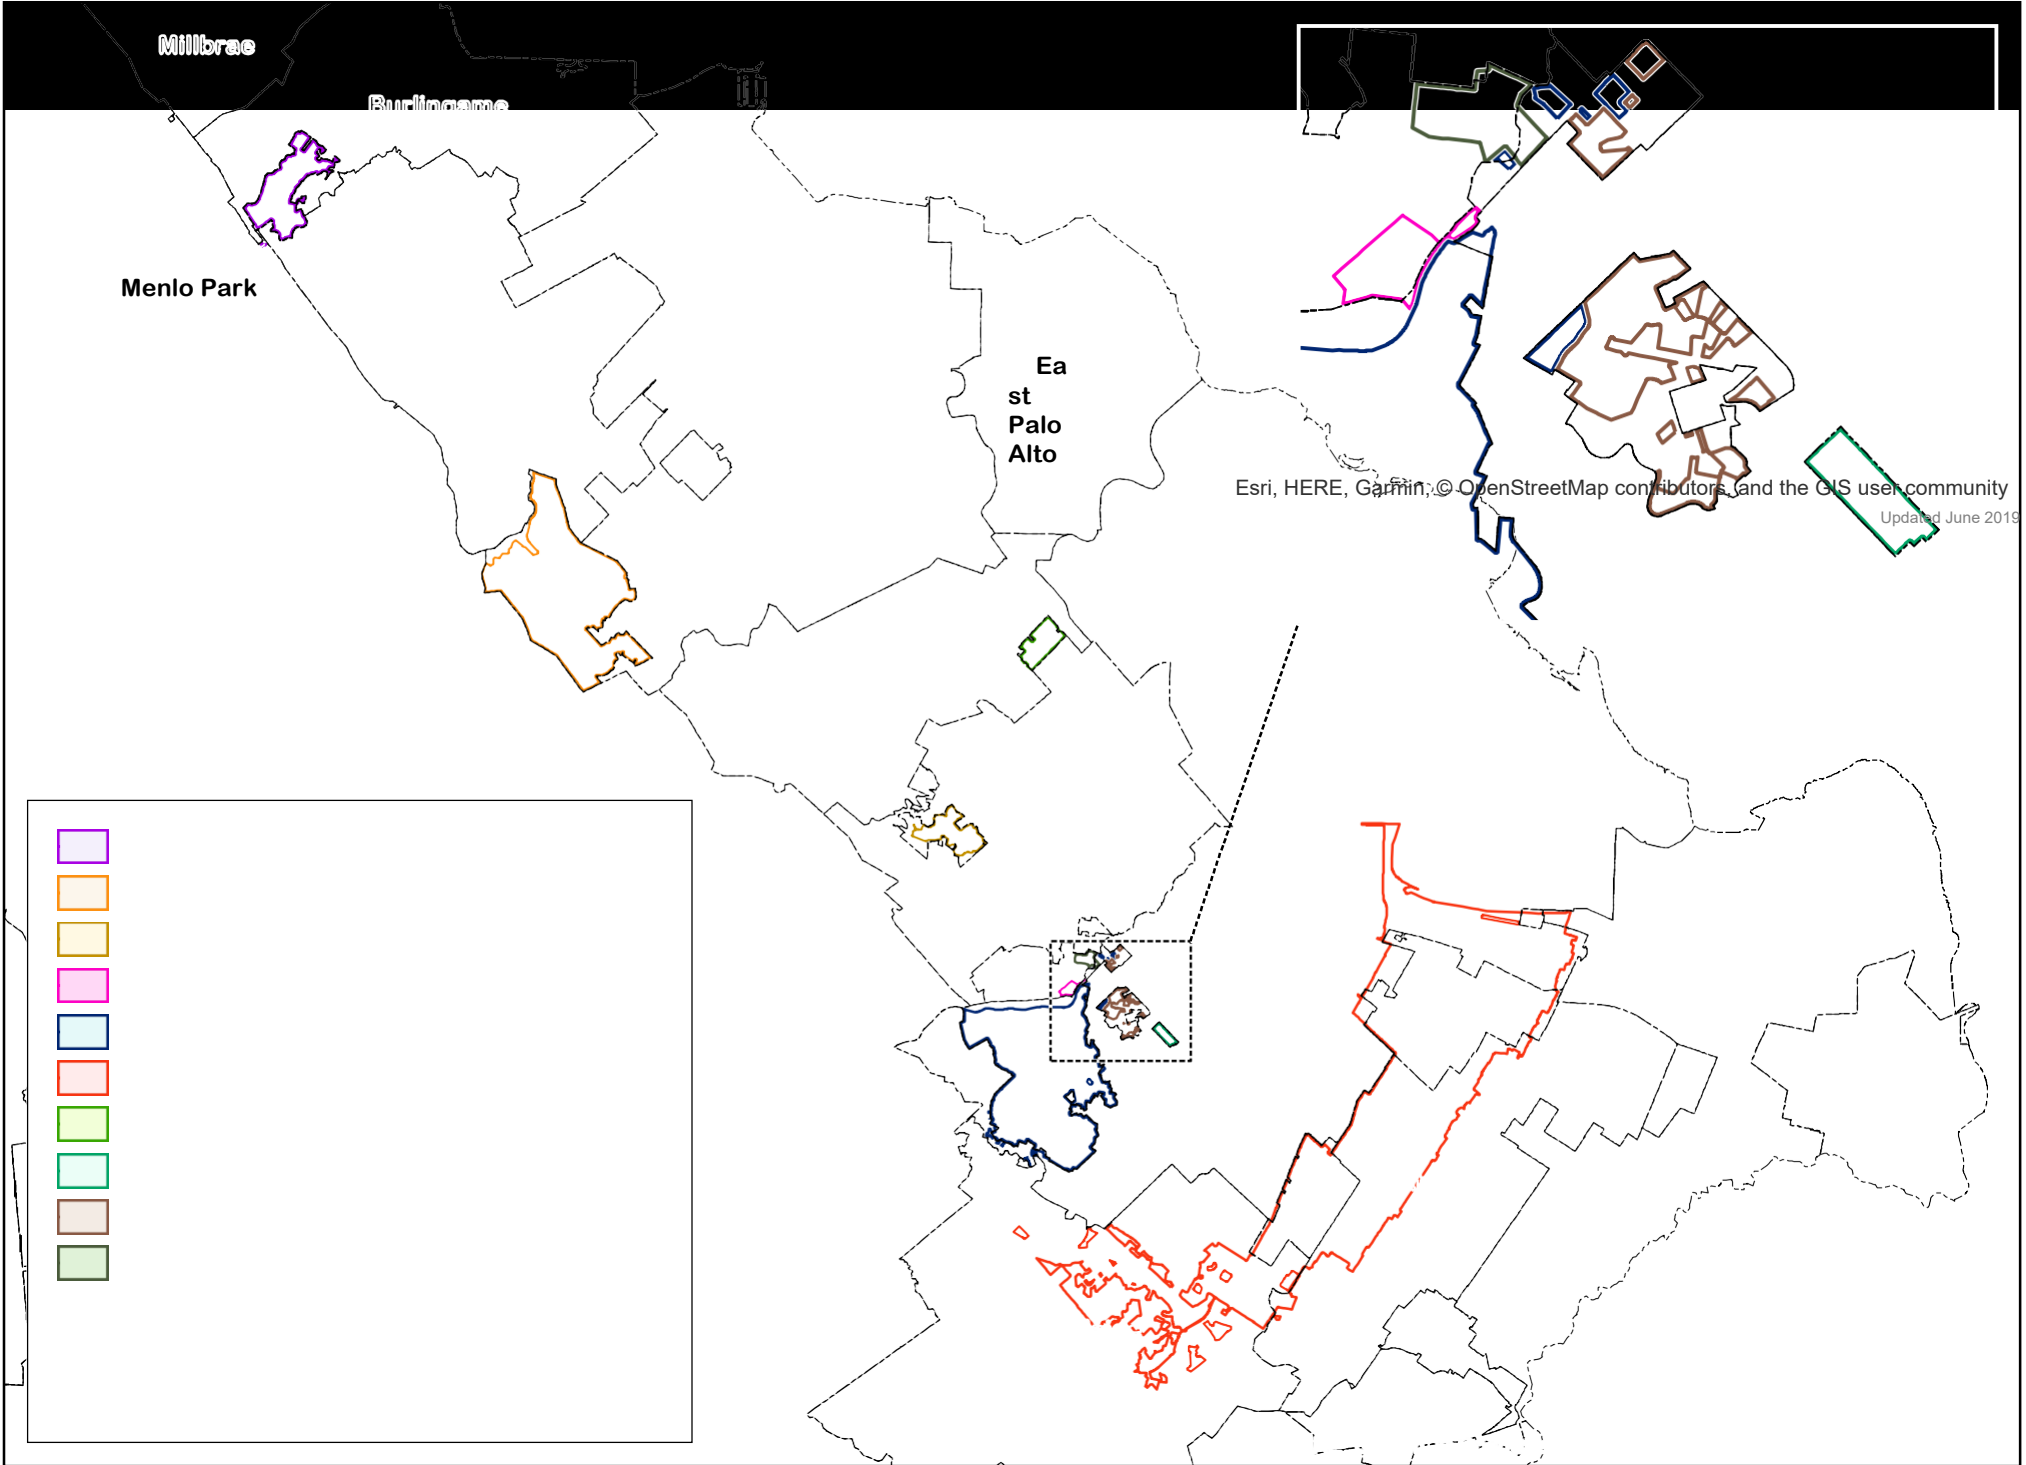 Millbrae
Burlingame
Menlo Park
Ea
st
Palo
Alto
Esri, HERE, Garmin, © OpenStreetMap contributors, and the GIS user community
Updated June 2019